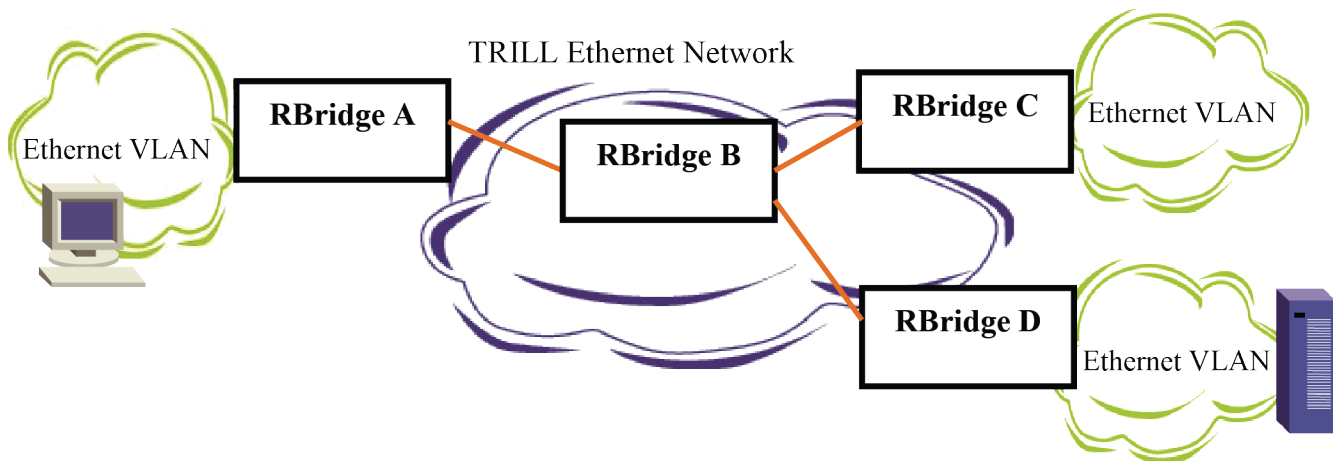 TRILL Ethernet Network
RBridge A
RBridge B
RBridge C
Ethernet VLAN
Ethernet VLAN
RBridge D
Ethernet VLAN